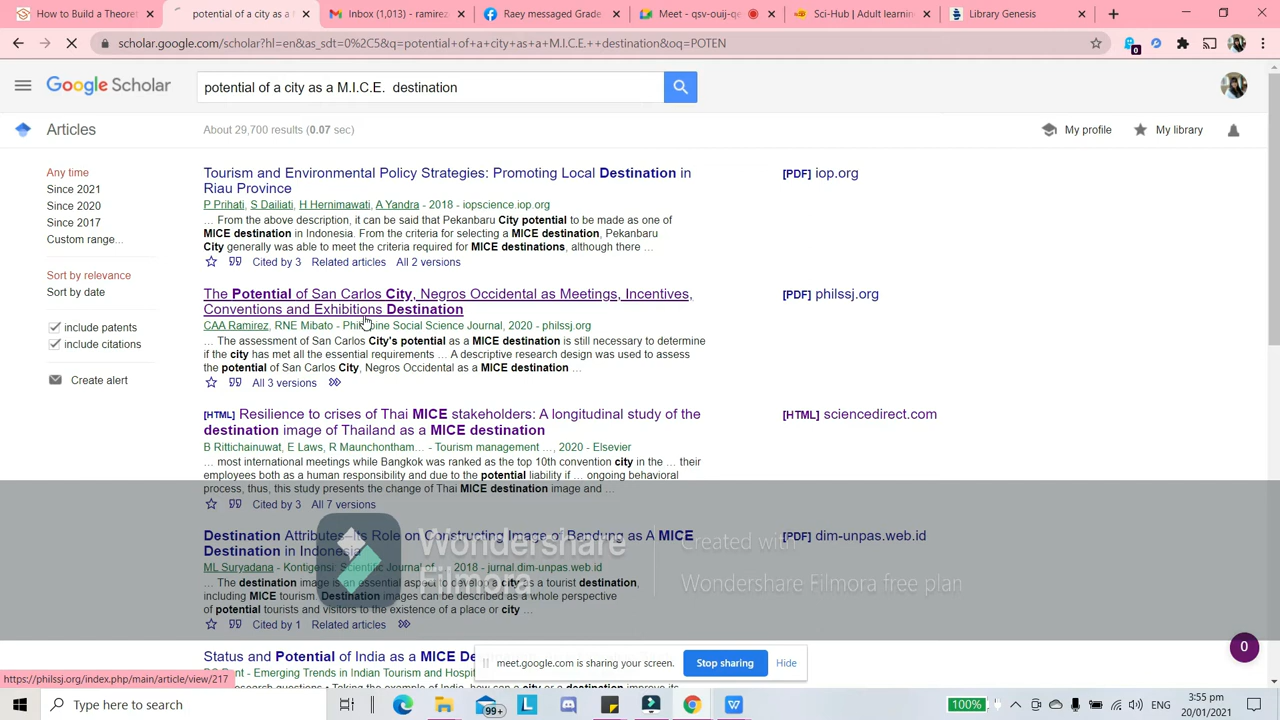 How to Build a Theoret
potential of a city as a M
Inbox (1,013) - ramirez
Raey messaged Grade
Meet - qsv-ouij-qe
Sci-Hub | Adult learnin
Library Genesis
scholar.google.com/scholar?hl=en&as_sdt=0%2C5&q=potential+of+a+city+as+a+M.I.C.E.++destination&oq=POTEN
Google Scholar
potential of a city as a M.I.C.E. destination
Articles
About 29,700 results (0.07 sec)
My profile
My library
Any time
Since 2021
Since 2020
Since 2017
Custom range...
Sort by relevance
Sort by date
include patents
include citations
Create alert
Tourism and Environmental Policy Strategies: Promoting Local Destination in
Riau Province
P Prihati, S Dailiati, H Hernimawati, A Yandra - 2018 - iopscience.iop.org
... From the above description, it can be said that Pekanbaru City potential to be made as one of
MICE destination in Indonesia. From the criteria for selecting a MICE destination, Pekanbaru
City generally was able to meet the criteria required for MICE destinations, although there ...
Cited by 3 Related articles All 2 versions
[PDF] iop.org
The Potential of San Carlos City, Negros Occidental as Meetings, Incentives,
Conventions and Exhibitions Destination
CAA Ramirez, RNE Mibato - Philippine Social Science Journal, 2020 - philssj.org
... The assessment of San Carlos City's potential as a MICE destination is still necessary to determine
if the city has met all the essential requirements ... A descriptive research design was used to assess
the potential of San Carlos City, Negros Occidental as a MICE destination ...
All 3 versions
[PDF] philssj.org
[HTML] Resilience to crises of Thai MICE stakeholders: A longitudinal study of the
destination image of Thailand as a MICE destination
B Rittichainuwat, E Laws, R Maunchontham... - Tourism management ..., 2020 - Elsevier
... most international meetings while Bangkok was ranked as the top 10th convention city in the ... their
employees both as a human responsibility and due to the potential liability if ... ongoing behavioral
process, thus, this study presents the change of Thai MICE destination image and ...
Cited by 3 All 7 versions
[HTML] sciencedirect.com
Destination Attributes: Its Role on Constructing Image of Bandung as A MICE
Destination in Indonesia
ML Suryadana - Kontigensi: Scientific Journal of ... - 2018 - jurnal.dim-unpas.web.id
... The destination image is an essential aspect to develop city as a tourist destination,
including MICE tourism. Destination images can be described as a whole perspective
of potential tourists and visitors to the existence of a place or city ...
Cited by 1 Related articles
[PDF] dim-unpas.web.id
Wondershare
Filmora
Created with
Wondershare Filmora free plan
Status and Potential of India as a MICE De
- Emerging Trends in Indian Tourism and Hospit
meet.google.com is sharing your screen.
Stop sharing
Hide
0
https://philssj.org/index.php/main/article/view/217
Type here to search
99+
100%
ENG
3:55 pm
20/01/2021